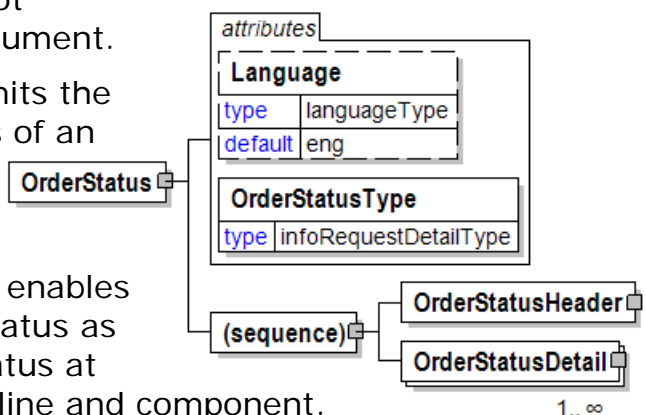 ument.
attributes
Language
type languageType
default eng
nits the
s of an
OrderStatus
OrderStatusType
type infoRequestDetailType
enables
atus as
atus at
line and component.
(sequence)
OrderStatusHeader
OrderStatusDetail
1..∞